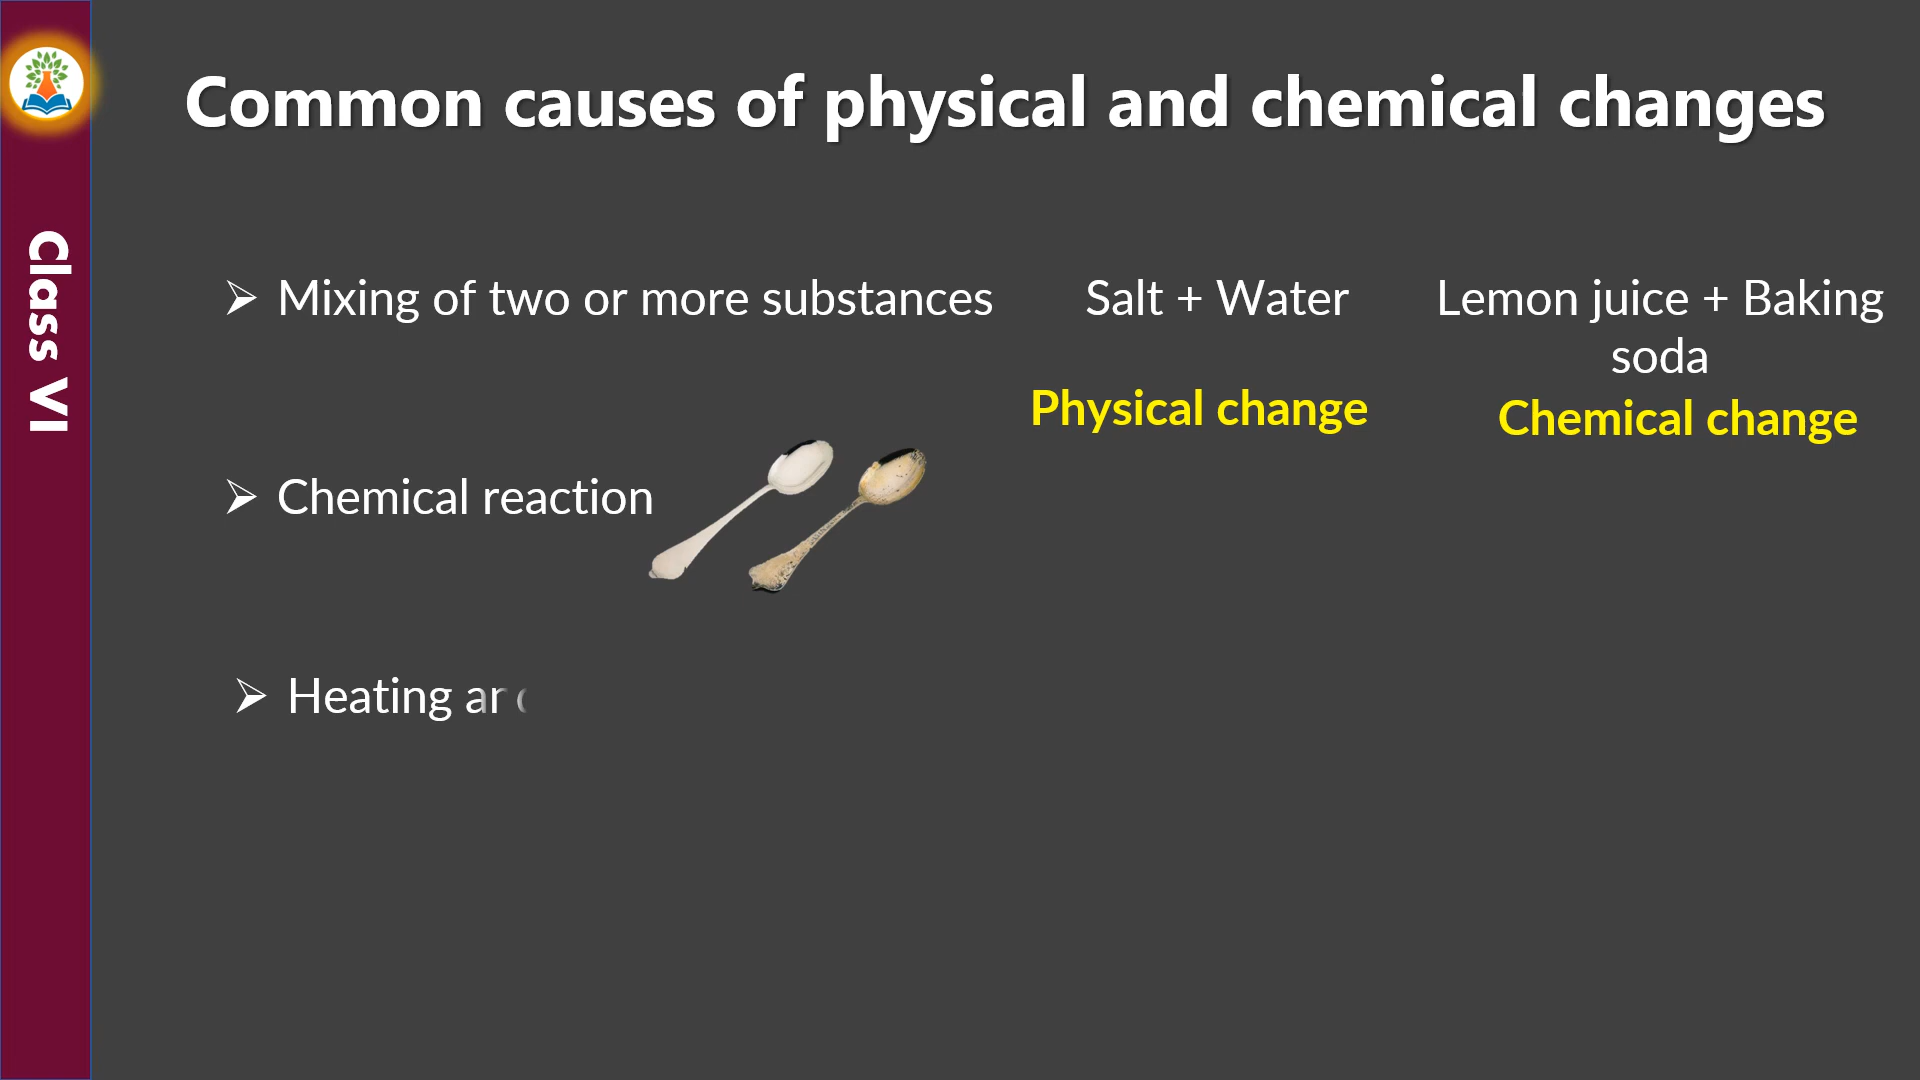 Common causes of physical and chemical changes
Class VI
➢ Mixing of two or more substances
Salt + Water
Lemon juice + Baking
soda
Physical change
Chemical change
➢ Chemical reaction
➢ Heating